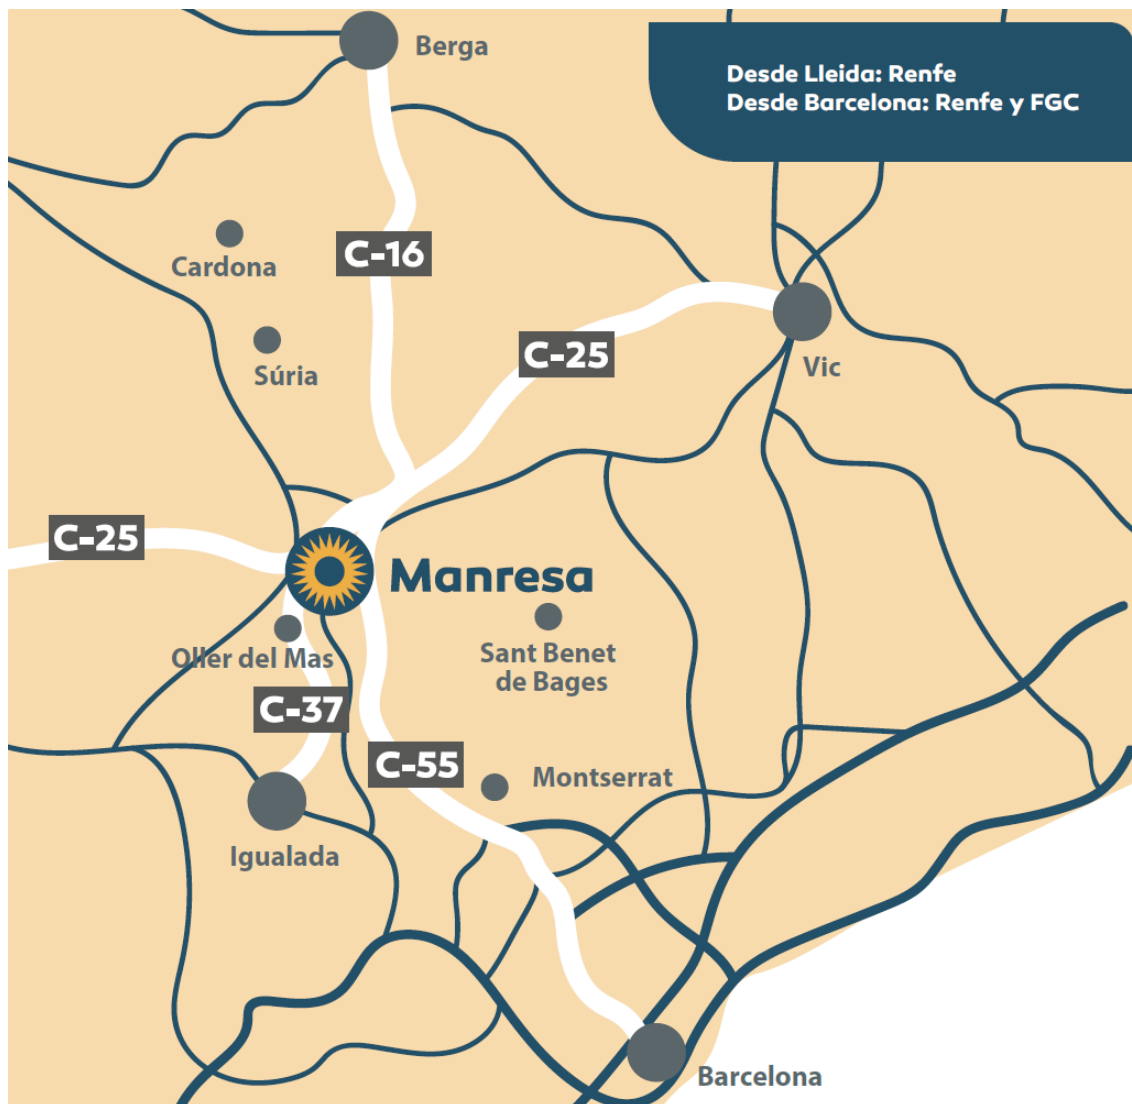 Berga
Desde Lleida: Renfe
Desde Barcelona: Renfe y FGC
Cardona
C-16
Súria
C-25
Vic
C-25
Manresa
Oller del Mas
Sant Benet
de Bages
C-37
C-55
Montserrat
Igualada
Barcelona